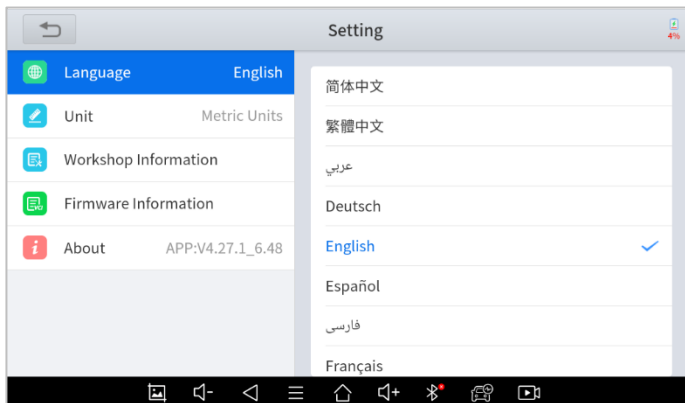 Setting
4%
Language English
Unit Metric Units
Workshop Information
Firmware Information
About APP:V4.27.1_6.48
简体中文
繁體中文
عربي
Deutsch
English
Español
فارسی
Français